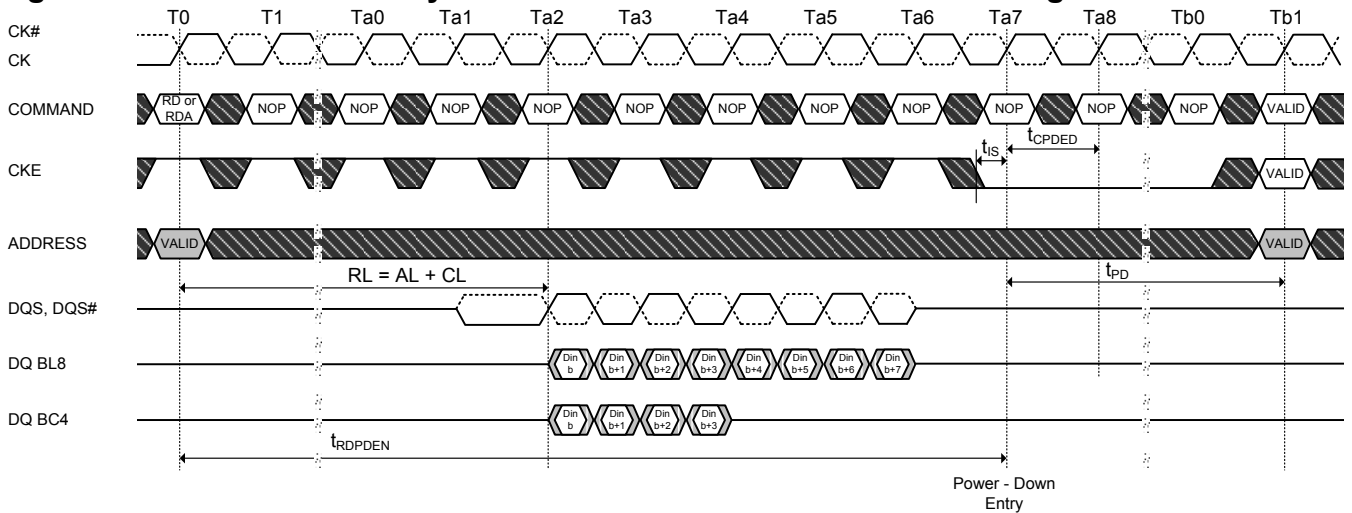 T0 T1 Ta0 Ta1 Ta2 Ta3 Ta4 Ta5 Ta6 Ta7 Ta8 Tb0 Tb1
CK#
CK
COMMAND RD or RDA NOP NOP NOP NOP NOP NOP NOP NOP NOP NOP NOP VALID
tIS tCPDED
CKE VALID
ADDRESS VALID VALID
RL = AL + CL tPD
DQS, DQS#
DQ BL8 Din b Din b+1 Din b+2 Din b+3 Din b+4 Din b+5 Din b+6 Din b+7
DQ BC4 Din b Din b+1 Din b+2 Din b+3
tRDPDEN
Power - Down
Entry